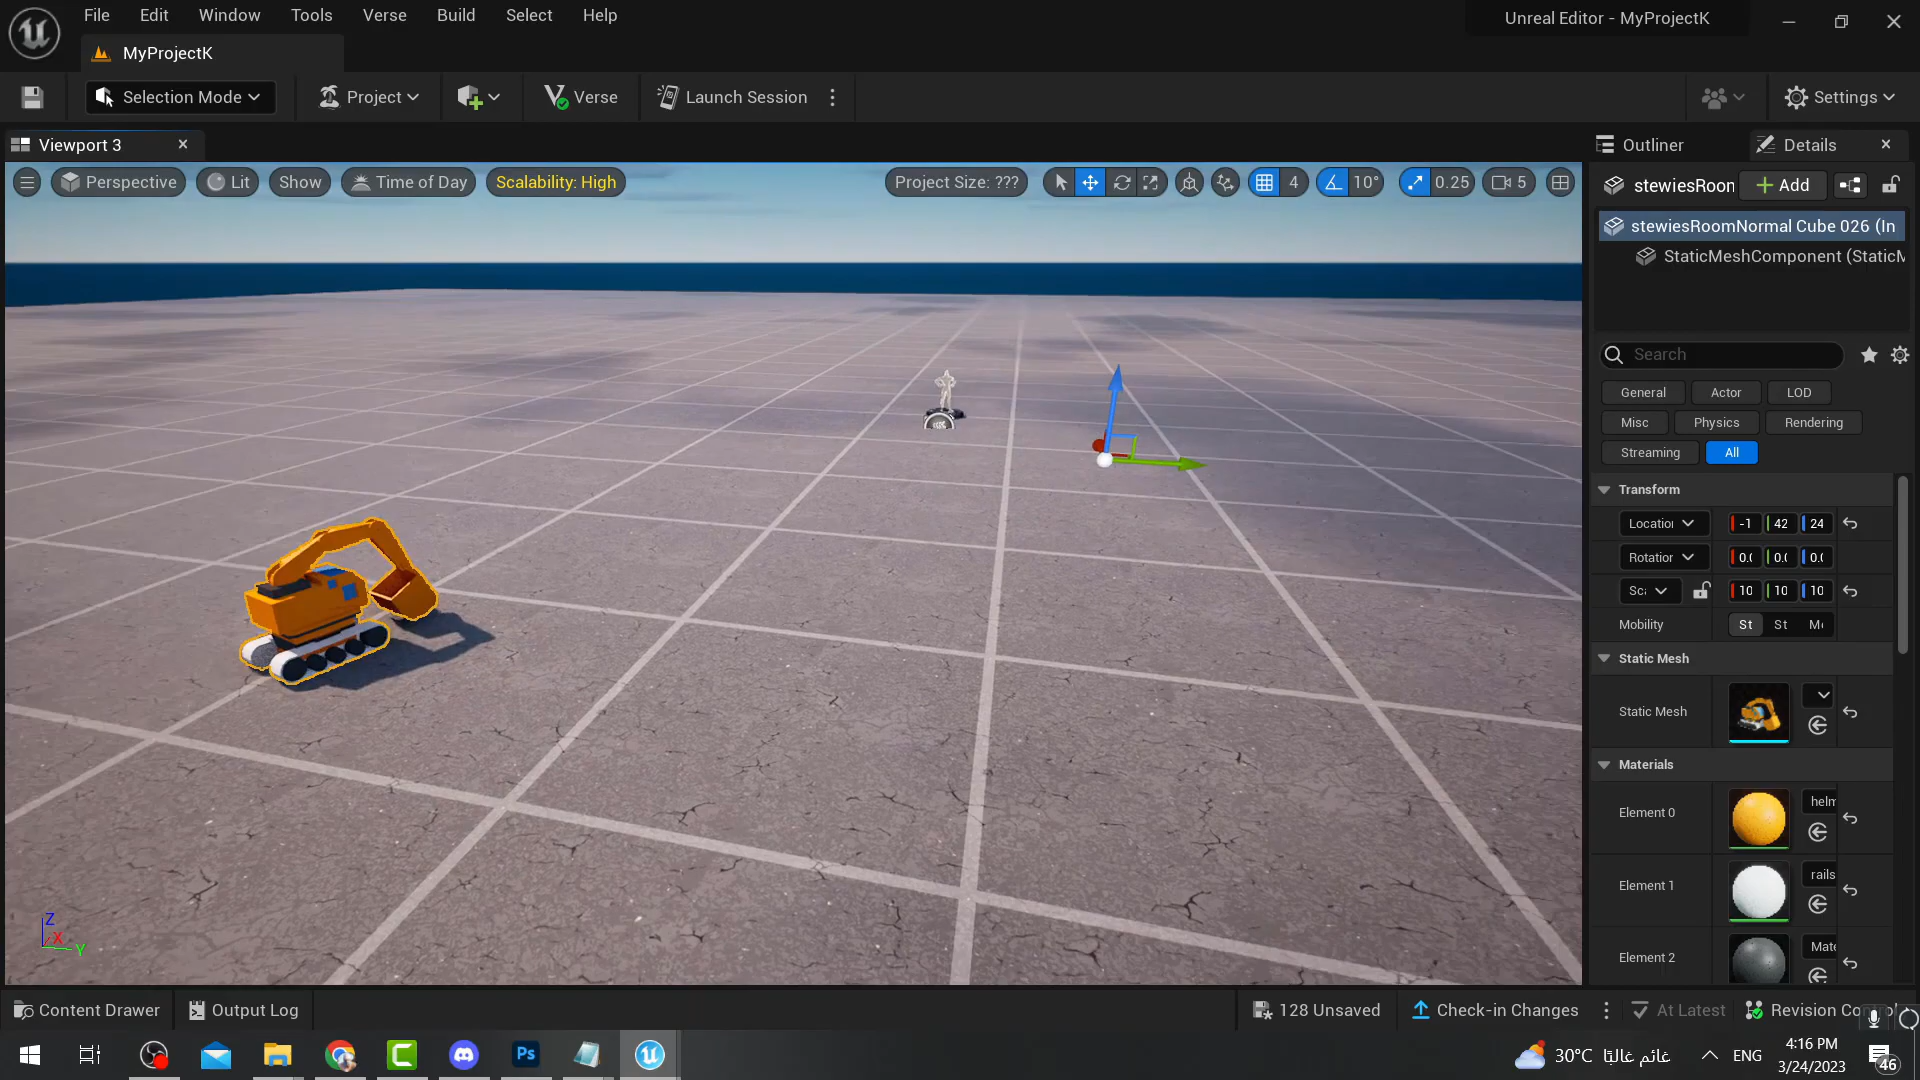 File Edit Window Tools Verse Build Select Help
Unreal Editor - MyProjectK
MyProjectK
Selection Mode Project Verse Launch Session Settings
Viewport 3 Outliner Details
Perspective Lit Show Time of Day Scalability: High Project Size: ??? 4 10° 0.25 5
stewiesRoon Add
stewiesRoomNormal Cube 026 (In
StaticMeshComponent (StaticM
Search
General Actor LOD
Misc Physics Rendering
Streaming All
Transform
Location -1 42 24
Rotation 0.0 0.0 0.0
Sca 10 10 10
Mobility St St M
Static Mesh
Static Mesh
Materials
helm
Element 0
rails
Element 1
Mate
Element 2
Z
X
Y
Content Drawer Output Log 128 Unsaved Check-in Changes At Latest Revision Control
Ps 30°C غائم غالبًا ENG 4:16 PM
3/24/2023
46